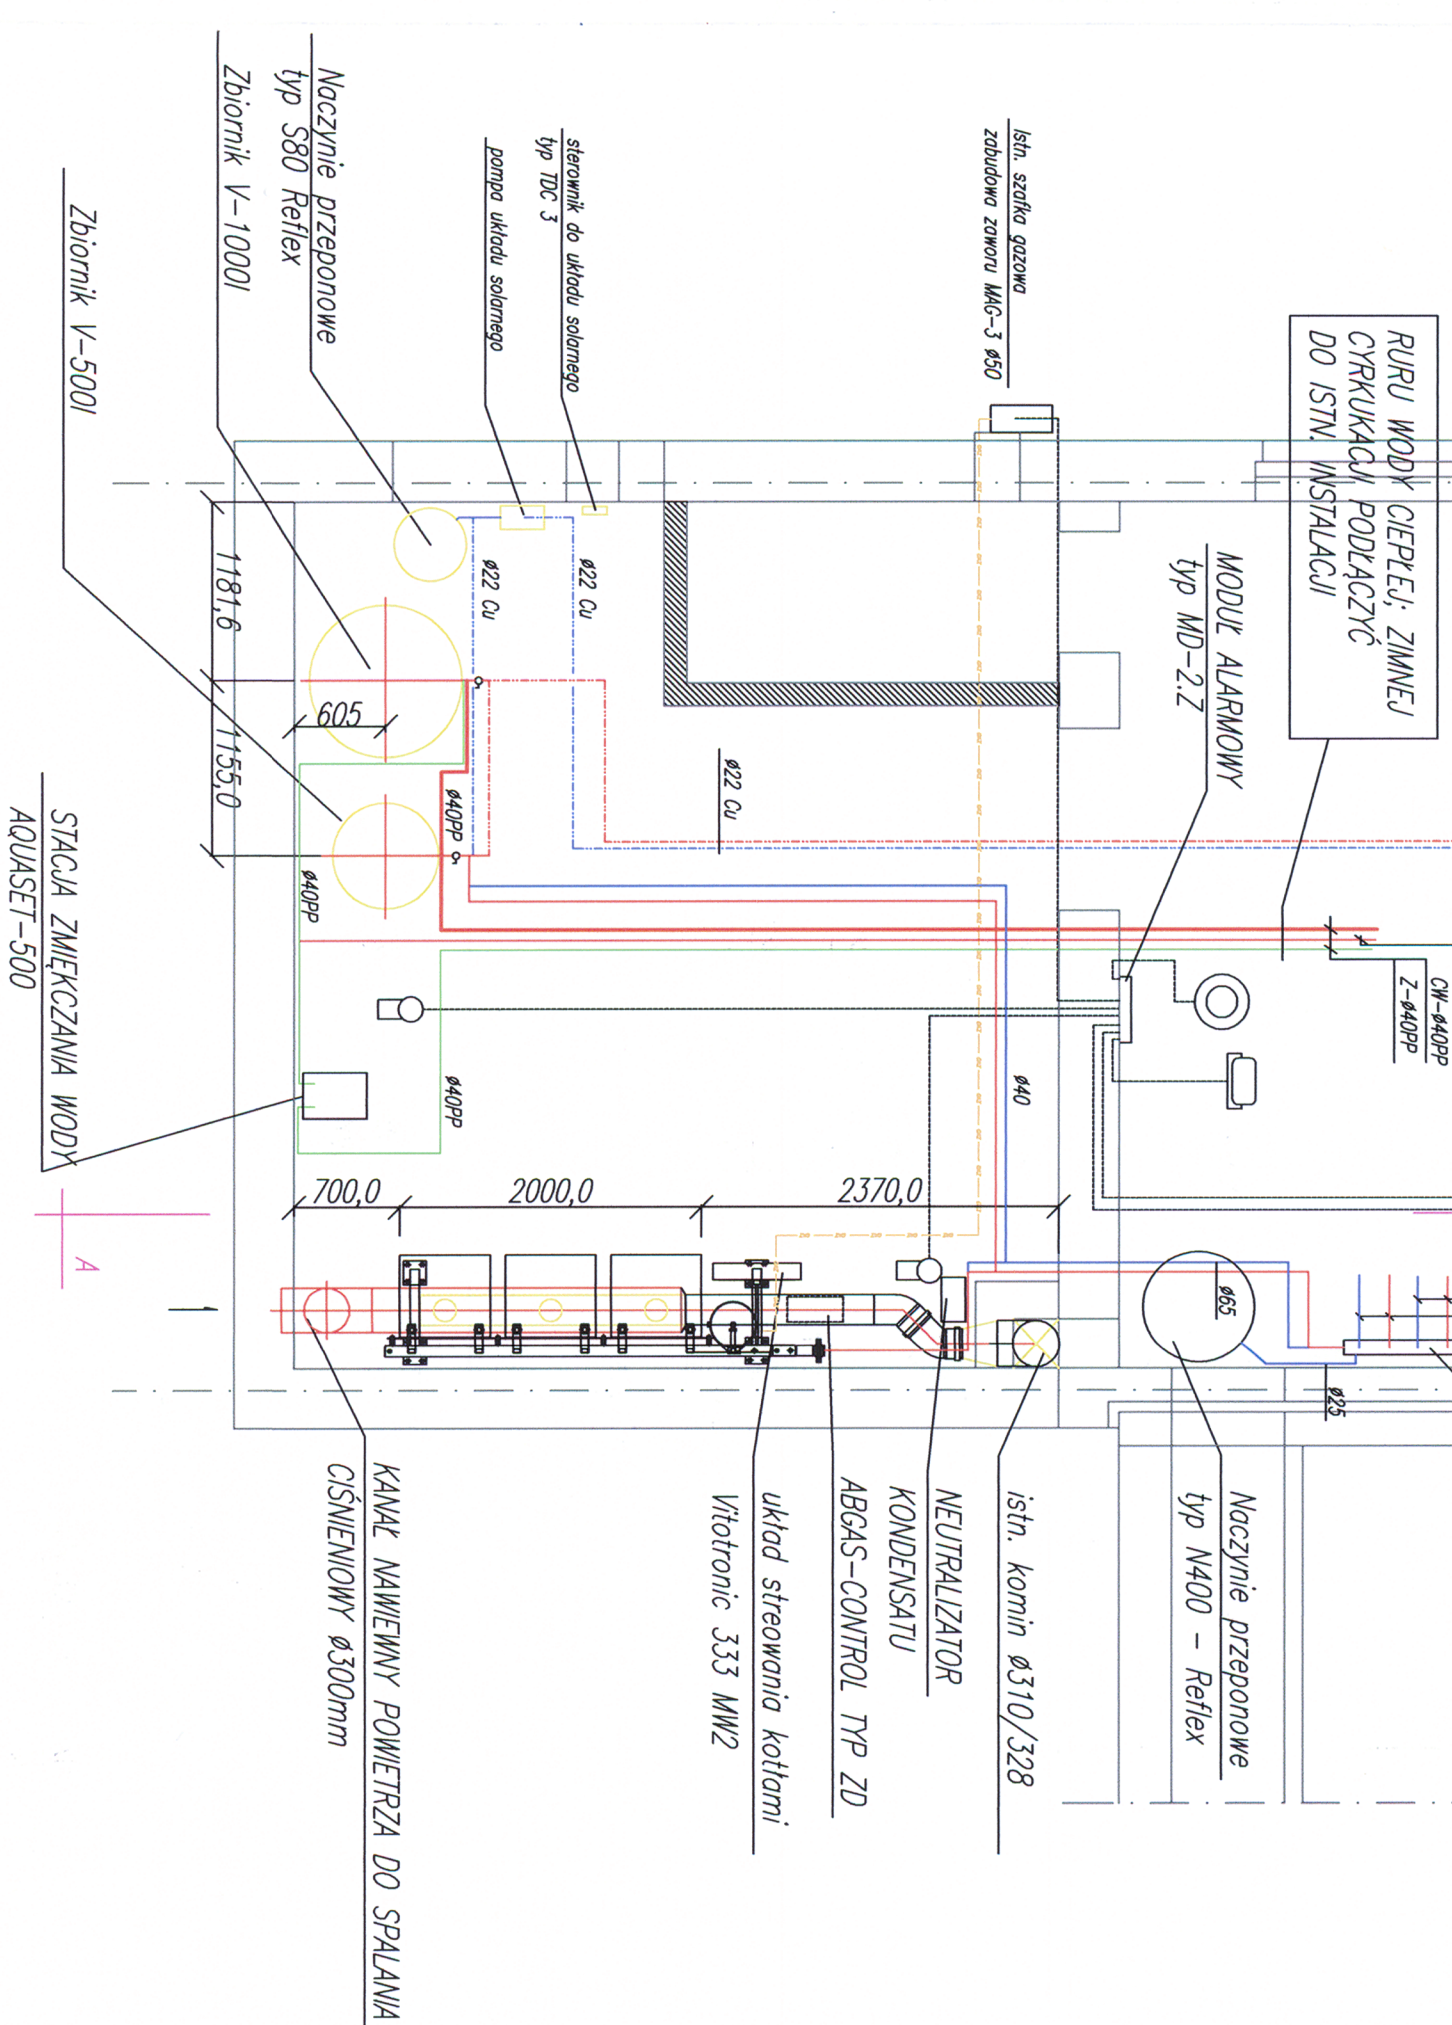 RURU WODY CIEPŁEJ; ZIMNEJ
CYRKUKACJI PODŁĄCZYĆ
DO ISTN. INSTALACJI
Istn. szafka gazowa
zabudowa zaworu MAG-3 ø50
MODUŁ ALARMOWY
typ MD-2.Z
CW-ø40PP
Z-ø40PP
sterownik do układu solarnego
typ TDC 3
pompa układu solarnego
Naczynie przeponowe
typ S80 Reflex
Zbiornik V-1000l
Zbiornik V-500l
ø22 Cu
ø22 Cu
ø22 Cu
1181,6
1155,0
605
ø40PP
ø40PP
ø40PP
ø40
STACJA ZMIĘKCZANIA WODY
AQUASET-500
700,0
2000,0
2370,0
A
ø65
ø25
Naczynie przeponowe
typ N400 - Reflex
istn. komin ø310/328
NEUTRALIZATOR
KONDENSATU
ABGAS-CONTROL TYP ZD
układ streowania kotłami
Vitotronic 333 MW2
KANAŁ NAWIEWNY POWIETRZA DO SPALANIA
CIŚNIENIOWY ø300mm